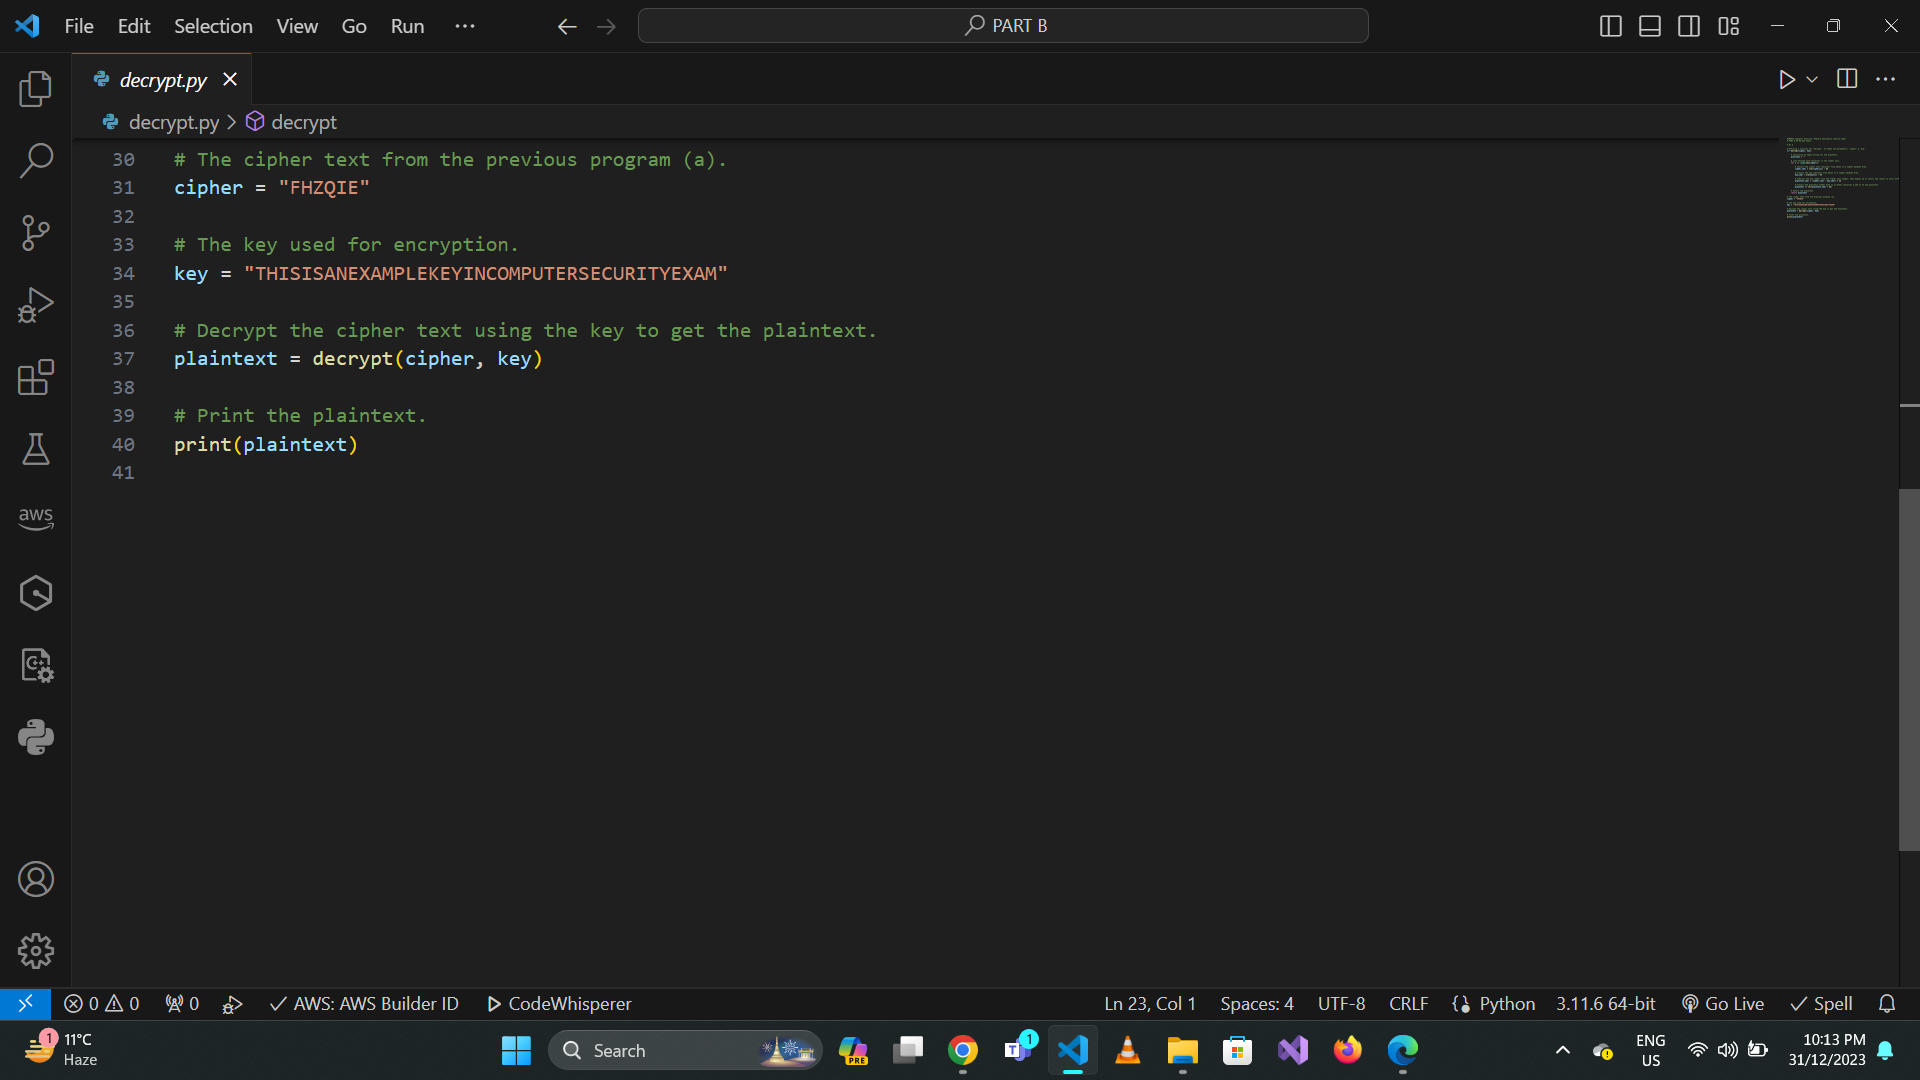 File Edit Selection View Go Run ··· PART B
decrypt.py
decrypt.py > decrypt
30 # The cipher text from the previous program (a).
31 cipher = "FHZQIE"
32
33 # The key used for encryption.
34 key = "THISISANEXAMPLEKEYINCOMPUTERSECURITYEXAM"
35
36 # Decrypt the cipher text using the key to get the plaintext.
37 plaintext = decrypt(cipher, key)
38
39 # Print the plaintext.
40 print(plaintext)
41
aws
0 0 0 AWS: AWS Builder ID CodeWhisperer Ln 23, Col 1 Spaces: 4 UTF-8 CRLF Python 3.11.6 64-bit Go Live Spell
1 11°C
Haze
Search
PRE
1
ENG
US
10:13 PM
31/12/2023